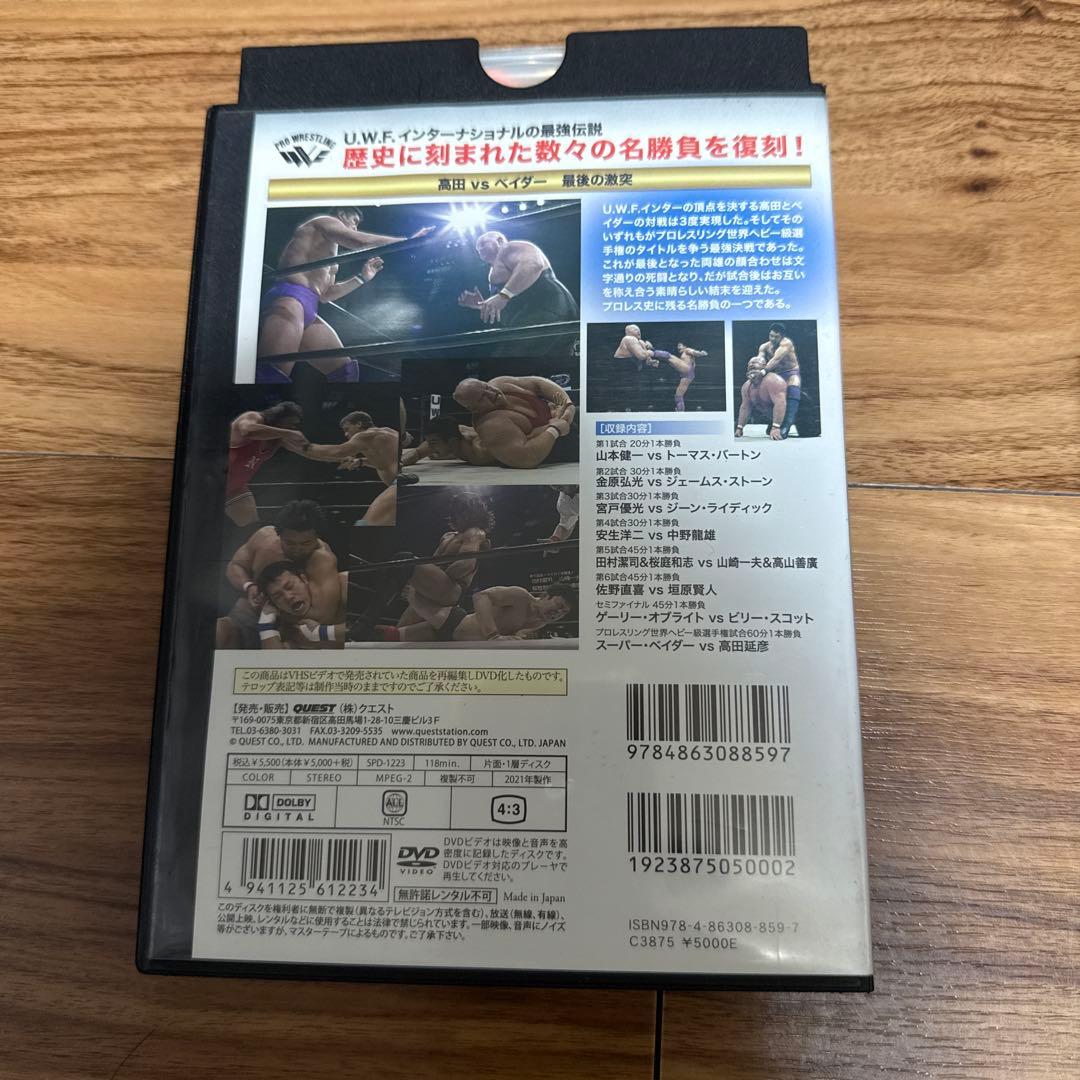 PRO WRESTLING
U.W.F.インターナショナルの最強伝説
歴史に刻まれた数々の名勝負を復刻!
高田 vs ベイダー 最後の激突
U.W.F.インターの頂点を決する高田とベ
イダーの対戦は3度実現した。そしてその
いずれもがプロレスリング世界ヘビー級選
手権のタイトルを争う最強決戦であった。
これが最後となった両雄の顔合わせは文
字通りの死闘となり、だが試合後はお互い
を称え合う素晴らしい結末を迎えた。
プロレス史に残る名勝負の一つである。
[収録内容]
第1試合 20分1本勝負
山本健一 vs トーマス・バートン
第2試合 30分1本勝負
金原弘光 vs ジェームス・ストーン
第3試合30分1本勝負
宮戸優光 vs ジーン・ライディック
第4試合30分1本勝負
安生洋二 vs 中野龍雄
第5試合45分1本勝負
田村潔司&桜庭和志 vs 山崎一夫&高山善廣
第6試合45分1本勝負
佐野直喜 vs 垣原賢人
セミファイナル 45分1本勝負
ゲーリー・オブライト vs ビリー・スコット
プロレスリング世界ヘビー級選手権試合60分1本勝負
スーパー・ベイダー vs 高田延彦
この商品はVHSビデオで発売されていた商品を再編集しDVD化したものです。
テロップ表記等は制作当時のままですのでご了承ください。
【発売・販売】 QUEST (株)クエスト
〒169-0075東京都新宿区高田馬場1-28-10三慶ビル3F
TEL.03-6380-3031 FAX.03-3209-5535 www.queststation.com
© QUEST CO., LTD. MANUFACTURED AND DISTRIBUTED BY QUEST CO., LTD. JAPAN
税込¥5,500(本体¥5,000+税) SPD-1223 118min. 片面・1層ディスク
COLOR STEREO MPEG-2 複製不可 2021年製作
DOLBY DIGITAL
ALL
NTSC
4:3
4 941125 612234
DVD VIDEO
DVDビデオは映像と音声を高
密度に記録したディスクです。
DVDビデオ対応のプレーヤで
再生してください。
無許諾レンタル不可 Made in Japan
このディスクを権利者に無断で複製(異なるテレビジョン方式を含む)、放送(無線、有線)、
公開上映、レンタルなどに使用することは法律で禁じられています。一部映像、音声にノイズ
等がございますが、マスターテープによるものです。ご了承下さい。
9784863088597
1923875050002
ISBN978-4-86308-859-7
C3875 ¥5000E